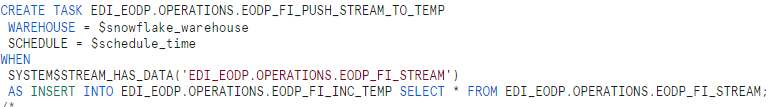 CREATE TASK EDI_EODP.OPERATIONS.EODP_FI_PUSH_STREAM_TO_TEMP
WAREHOUSE = $snowflake_warehouse
SCHEDULE = $schedule_time
WHEN
SYSTEM$STREAM_HAS_DATA('EDI_EODP.OPERATIONS.EODP_FI_STREAM')
AS INSERT INTO EDI_EODP.OPERATIONS.EODP_FI_INC_TEMP SELECT * FROM EDI_EODP.OPERATIONS.EODP_FI_STREAM;
/*